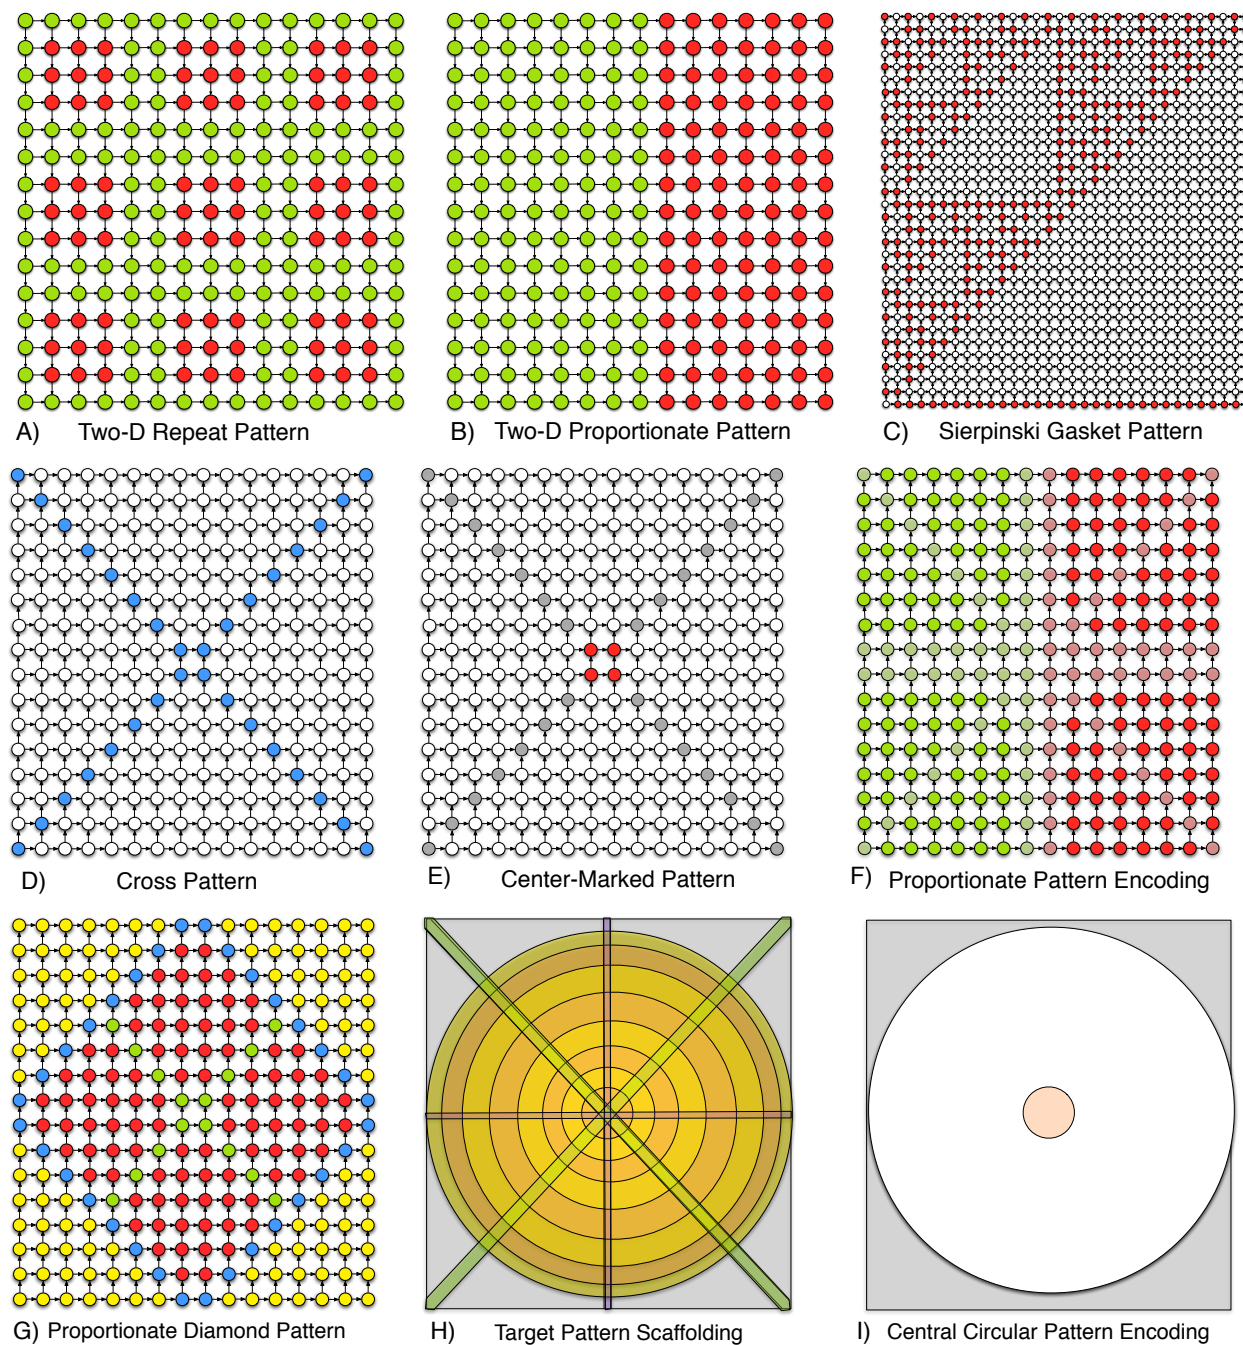 A) Two-D Repeat Pattern
B) Two-D Proportionate Pattern
C) Sierpinski Gasket Pattern
D) Cross Pattern
E) Center-Marked Pattern
F) Proportionate Pattern Encoding
G) Proportionate Diamond Pattern
H) Target Pattern Scaffolding
I) Central Circular Pattern Encoding